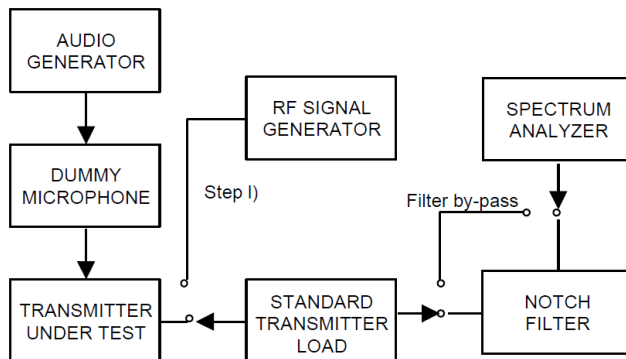 AUDIO
GENERATOR
RF SIGNAL
GENERATOR
SPECTRUM
ANALYZER
DUMMY
MICROPHONE
Step I)
Filter by-pass
TRANSMITTER
UNDER TEST
STANDARD
TRANSMITTER
LOAD
NOTCH
FILTER